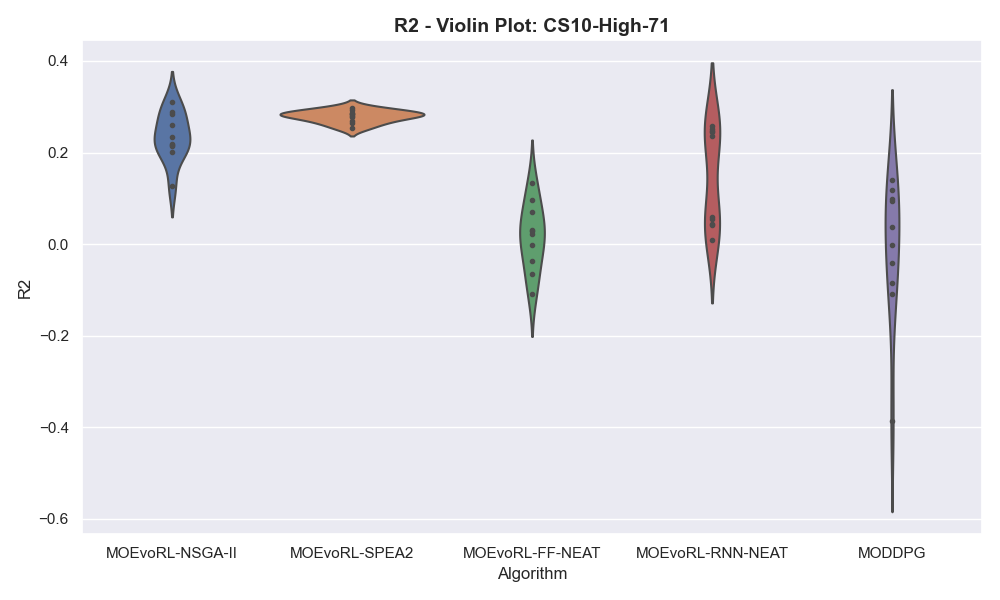 R2 - Violin Plot: CS10-High-71
R2
0.4
0.2
0.0
−0.2
−0.4
−0.6
MOEvoRL-NSGA-II
MOEvoRL-SPEA2
MOEvoRL-FF-NEAT
MOEvoRL-RNN-NEAT
MODDPG
Algorithm